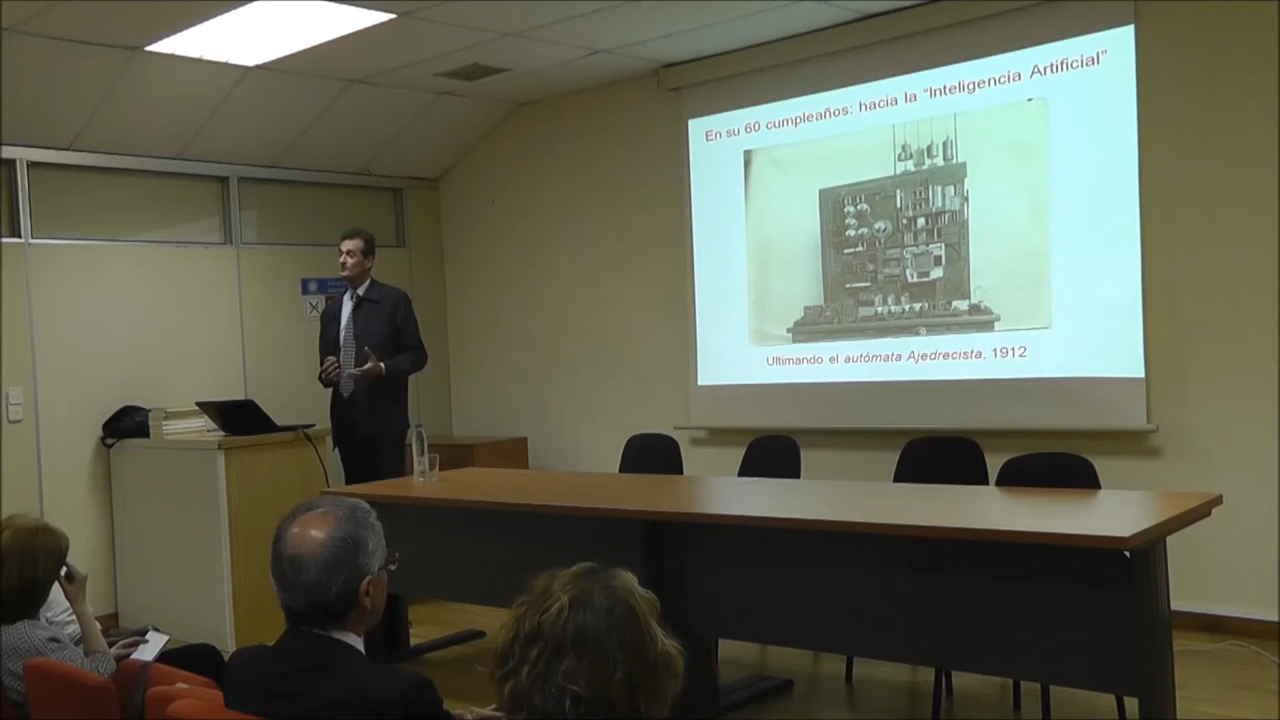 En su 60 cumpleaños: hacia la “Inteligencia Artificial”
Ultimando el autómata Ajedrecista, 1912